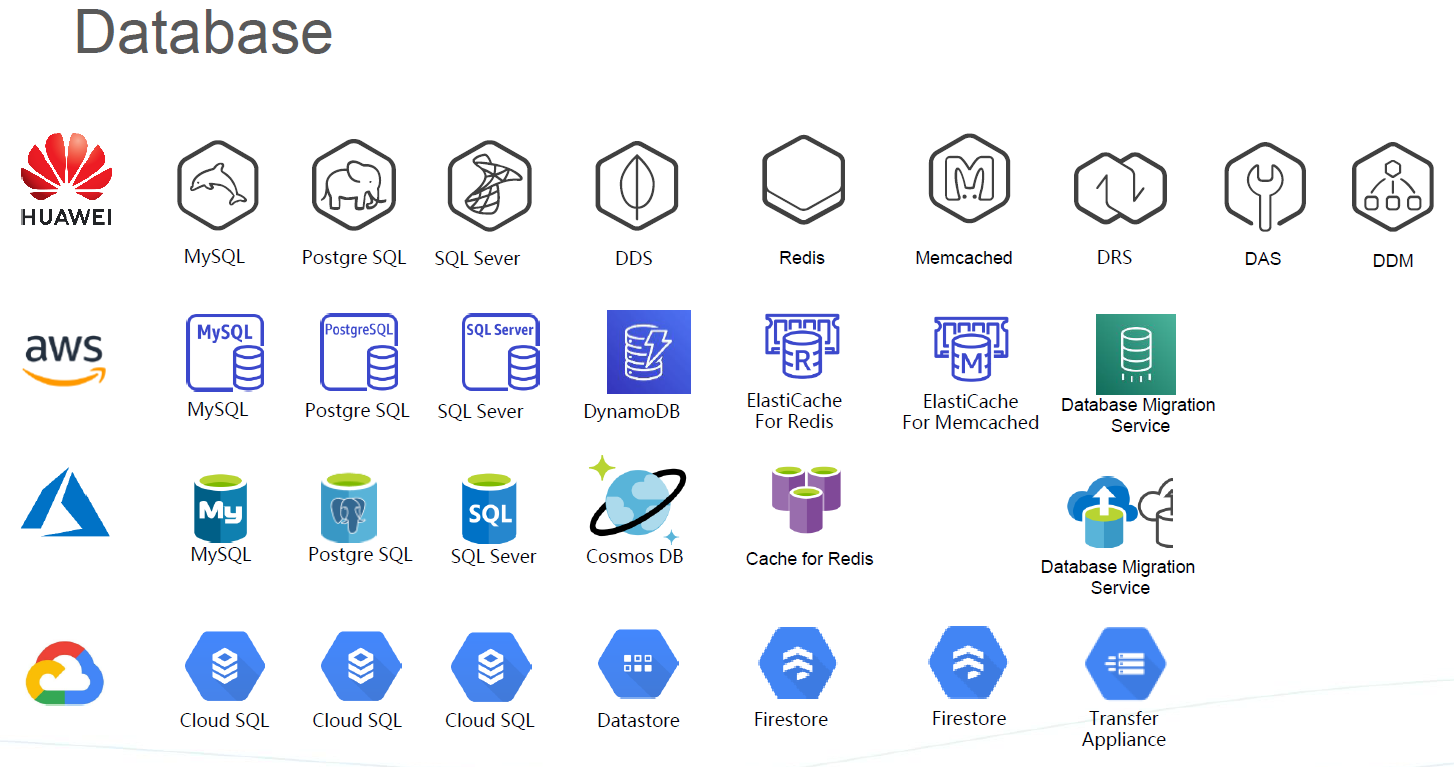 Database
HUAWEI
MySQL
Postgre SQL
SQL Sever
DDS
Redis
Memcached
DRS
DAS
DDM
aws
MySQL
PostgreSQL
SQL Server
R
M
MySQL
Postgre SQL
SQL Sever
DynamoDB
ElastiCache
For Redis
ElastiCache
For Memcached
Database Migration
Service
My
SQL
MySQL
Postgre SQL
SQL Sever
Cosmos DB
Cache for Redis
Database Migration
Service
Cloud SQL
Cloud SQL
Cloud SQL
Datastore
Firestore
Firestore
Transfer
Appliance